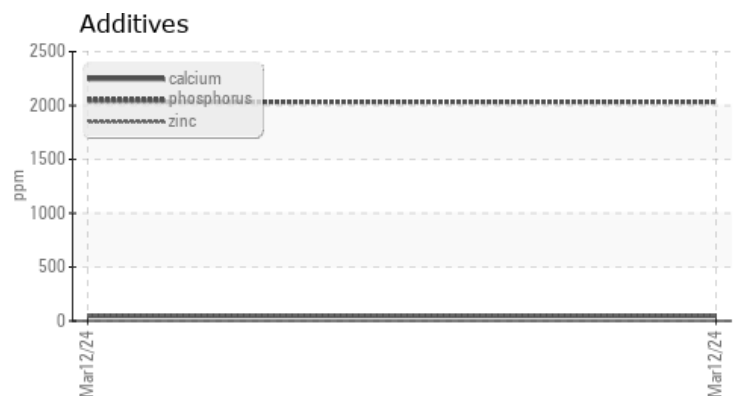 Additives
2500
calcium
phosphorus
2000
zinc
1500
ppm
1000
500
0
Mar12/24
Mar12/24